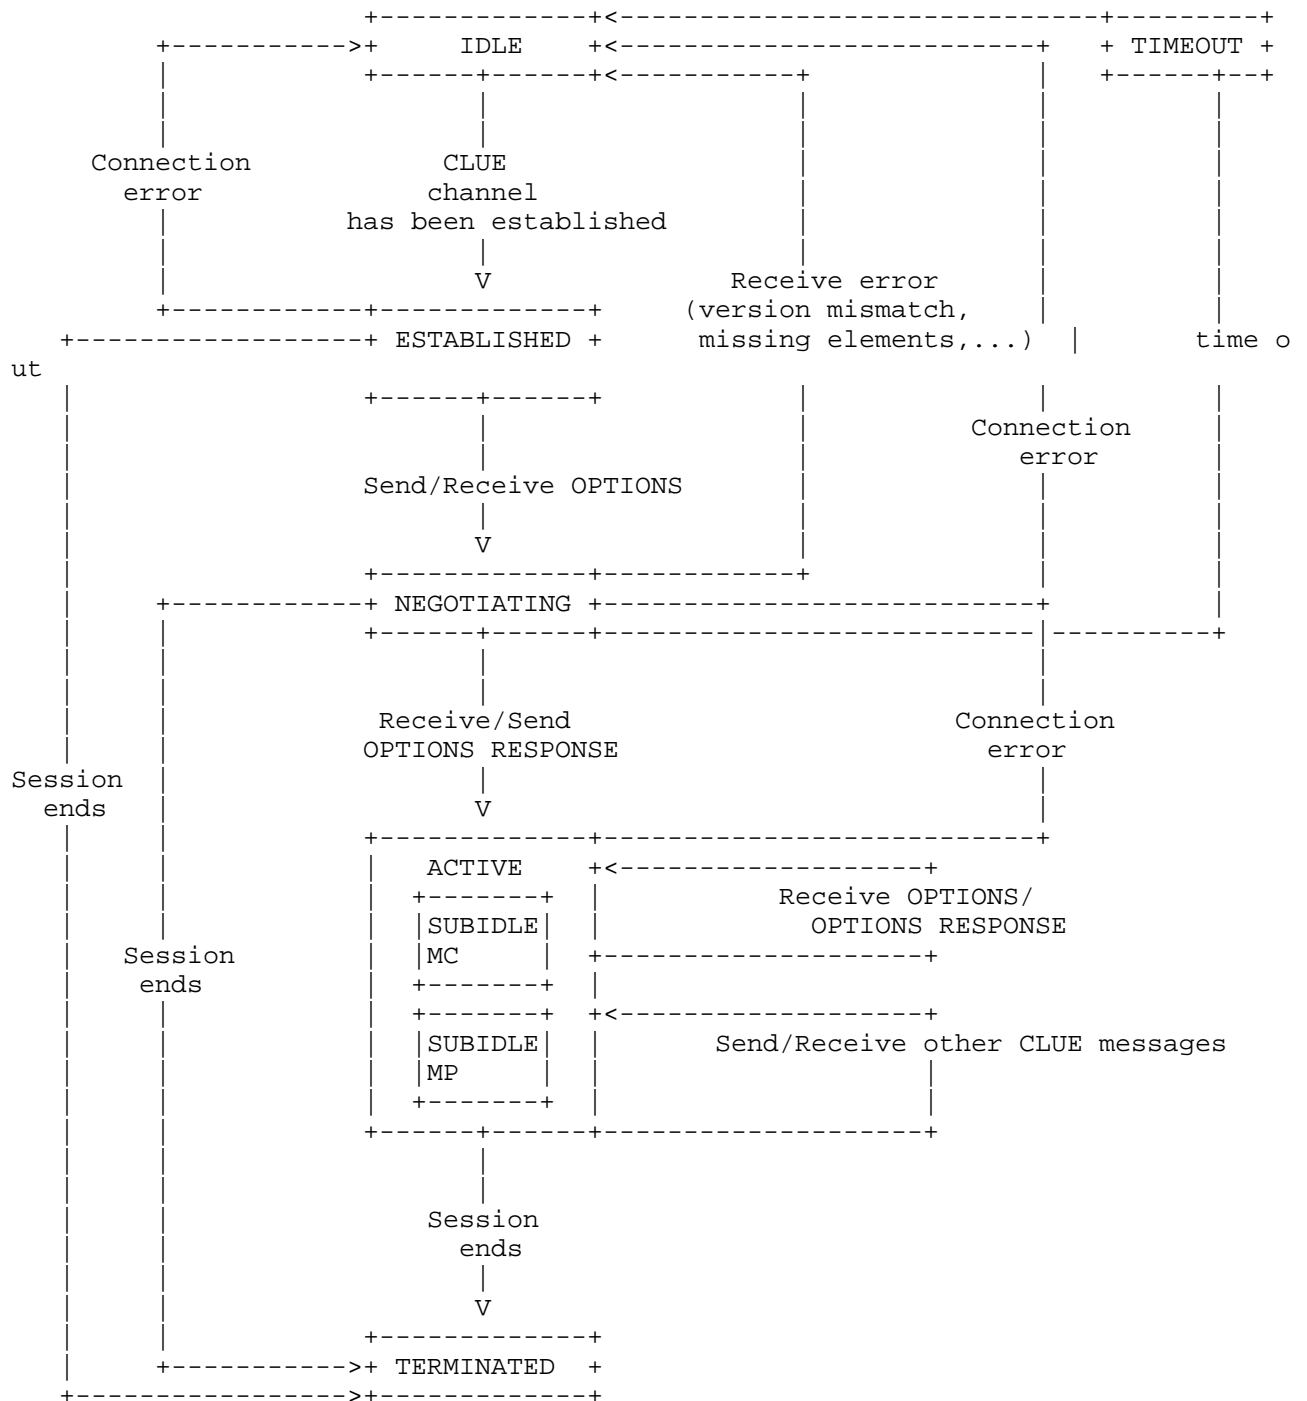 IDLE
TIMEOUT
Connection
error
CLUE
channel
has been established
Receive error
(version mismatch,
missing elements,...)
ESTABLISHED
time o
ut
Connection
error
Send/Receive OPTIONS
NEGOTIATING
Receive/Send
OPTIONS RESPONSE
Connection
error
Session
ends
ACTIVE
Receive OPTIONS/
OPTIONS RESPONSE
SUBIDLE
MC
Session
ends
SUBIDLE
MP
Send/Receive other CLUE messages
Session
ends
V
V
V
V
TERMINATED